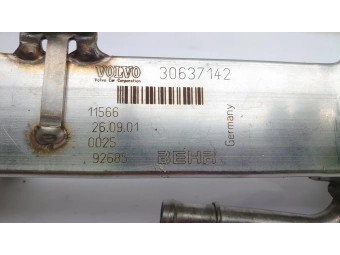 VOLVO 30637142
Volvo Car Corporation
11566
26.09.01
0025
92685 BEHR
Germany